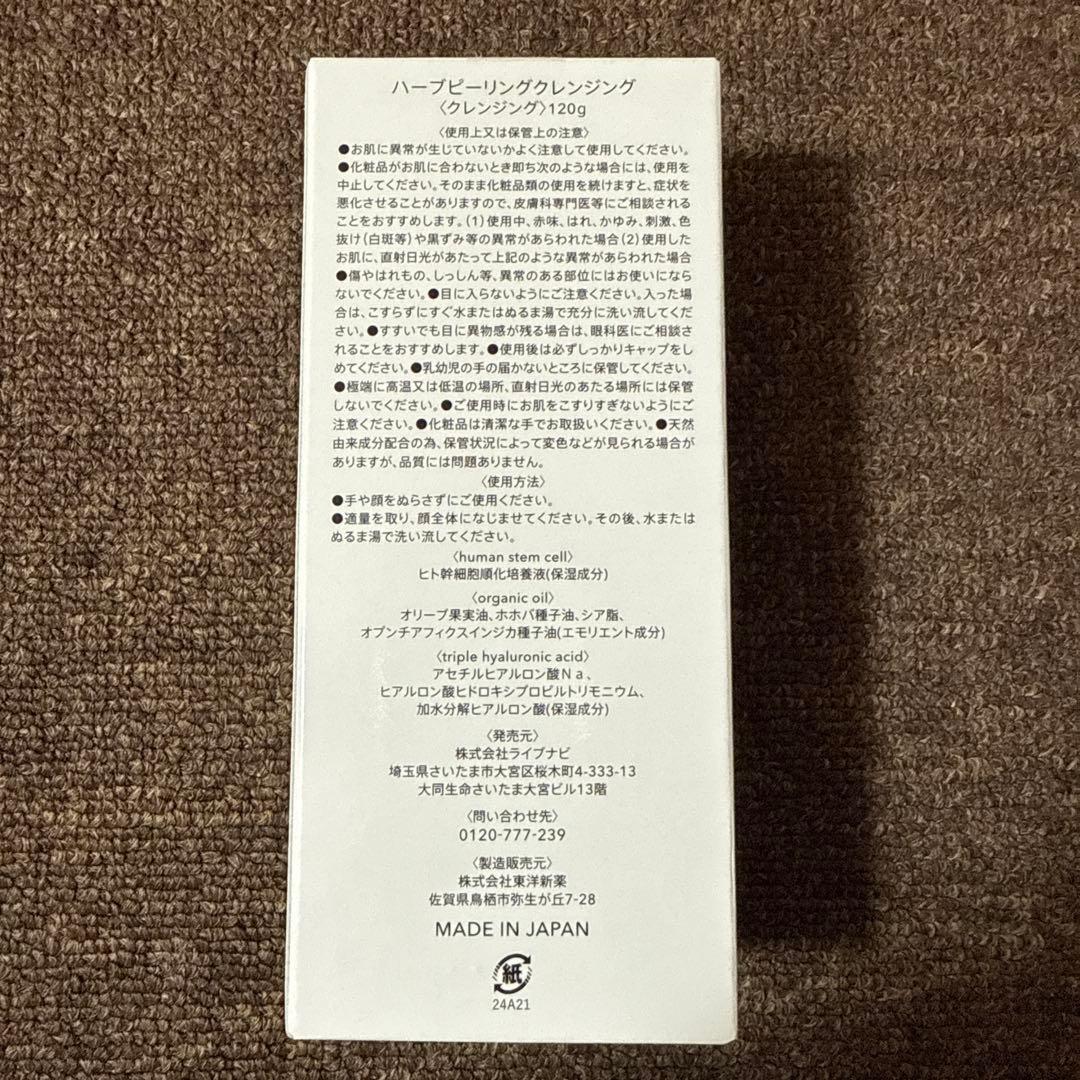 ハーブピーリングクレンジング
〈クレンジング〉120g
〈使用上又は保管上の注意〉
●お肌に異常が生じていないかよく注意して使用してください。
●化粧品がお肌に合わないとき即ち次のような場合には、使用を
中止してください。そのまま化粧品類の使用を続けますと、症状を
悪化させることがありますので、皮膚科専門医等にご相談される
ことをおすすめします。(1)使用中、赤味、はれ、かゆみ、刺激、色
抜け(白斑等)や黒ずみ等の異常があらわれた場合(2)使用した
お肌に、直射日光があたって上記のような異常があらわれた場合
●傷やはれもの、しっしん等、異常のある部位にはお使いになら
ないでください。●目に入らないようにご注意ください。入った場
合は、こすらずにすぐ水またはぬるま湯で充分に洗い流してくだ
さい。●すすいでも目に異物感が残る場合は、眼科医にご相談さ
れることをおすすめします。●使用後は必ずしっかりキャップをし
めてください。●乳幼児の手の届かないところに保管してください。
●極端に高温又は低温の場所、直射日光のあたる場所には保管
しないでください。●ご使用時にお肌をこすりすぎないようにご
注意ください。●化粧品は清潔な手でお取扱いください。●天然
由来成分配合の為、保管状況によって変色などが見られる場合が
ありますが、品質には問題ありません。
〈使用方法〉
●手や顔をぬらさずにご使用ください。
●適量を取り、顔全体になじませてください。その後、水または
ぬるま湯で洗い流してください。
〈human stem cell〉
ヒト幹細胞順化培養液(保湿成分)
〈organic oil〉
オリーブ果実油、ホホバ種子油、シア脂、
オプンチアフィクスインジカ種子油(エモリエント成分)
〈triple hyaluronic acid〉
アセチルヒアルロン酸Na、
ヒアルロン酸ヒドロキシプロピルトリモニウム、
加水分解ヒアルロン酸(保湿成分)
〈発売元〉
株式会社ライブナビ
埼玉県さいたま市大宮区桜木町4-333-13
大同生命さいたま大宮ビル13階
〈問い合わせ先〉
0120-777-239
〈製造販売元〉
株式会社東洋新薬
佐賀県鳥栖市弥生が丘7-28
MADE IN JAPAN
紙
24A21